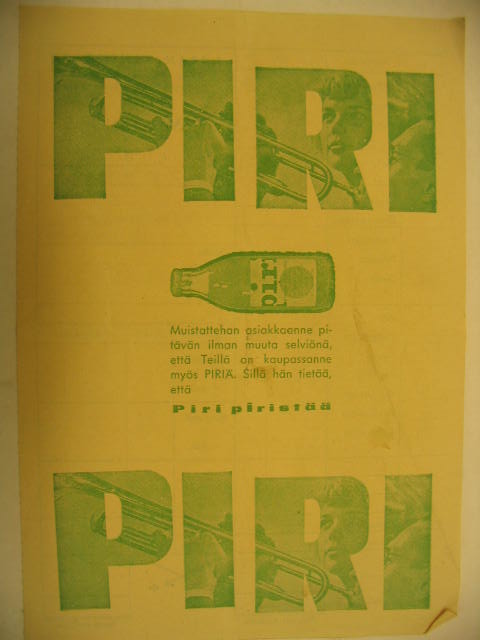 PIRI
PIRI
Muistattehan asiakkaanne pi-
tävän ilman muuta selviönä,
että Teillä on kaupassanne
myös PIRIÄ. Sillä hän tietää,
että
Piri piristää
PIRI